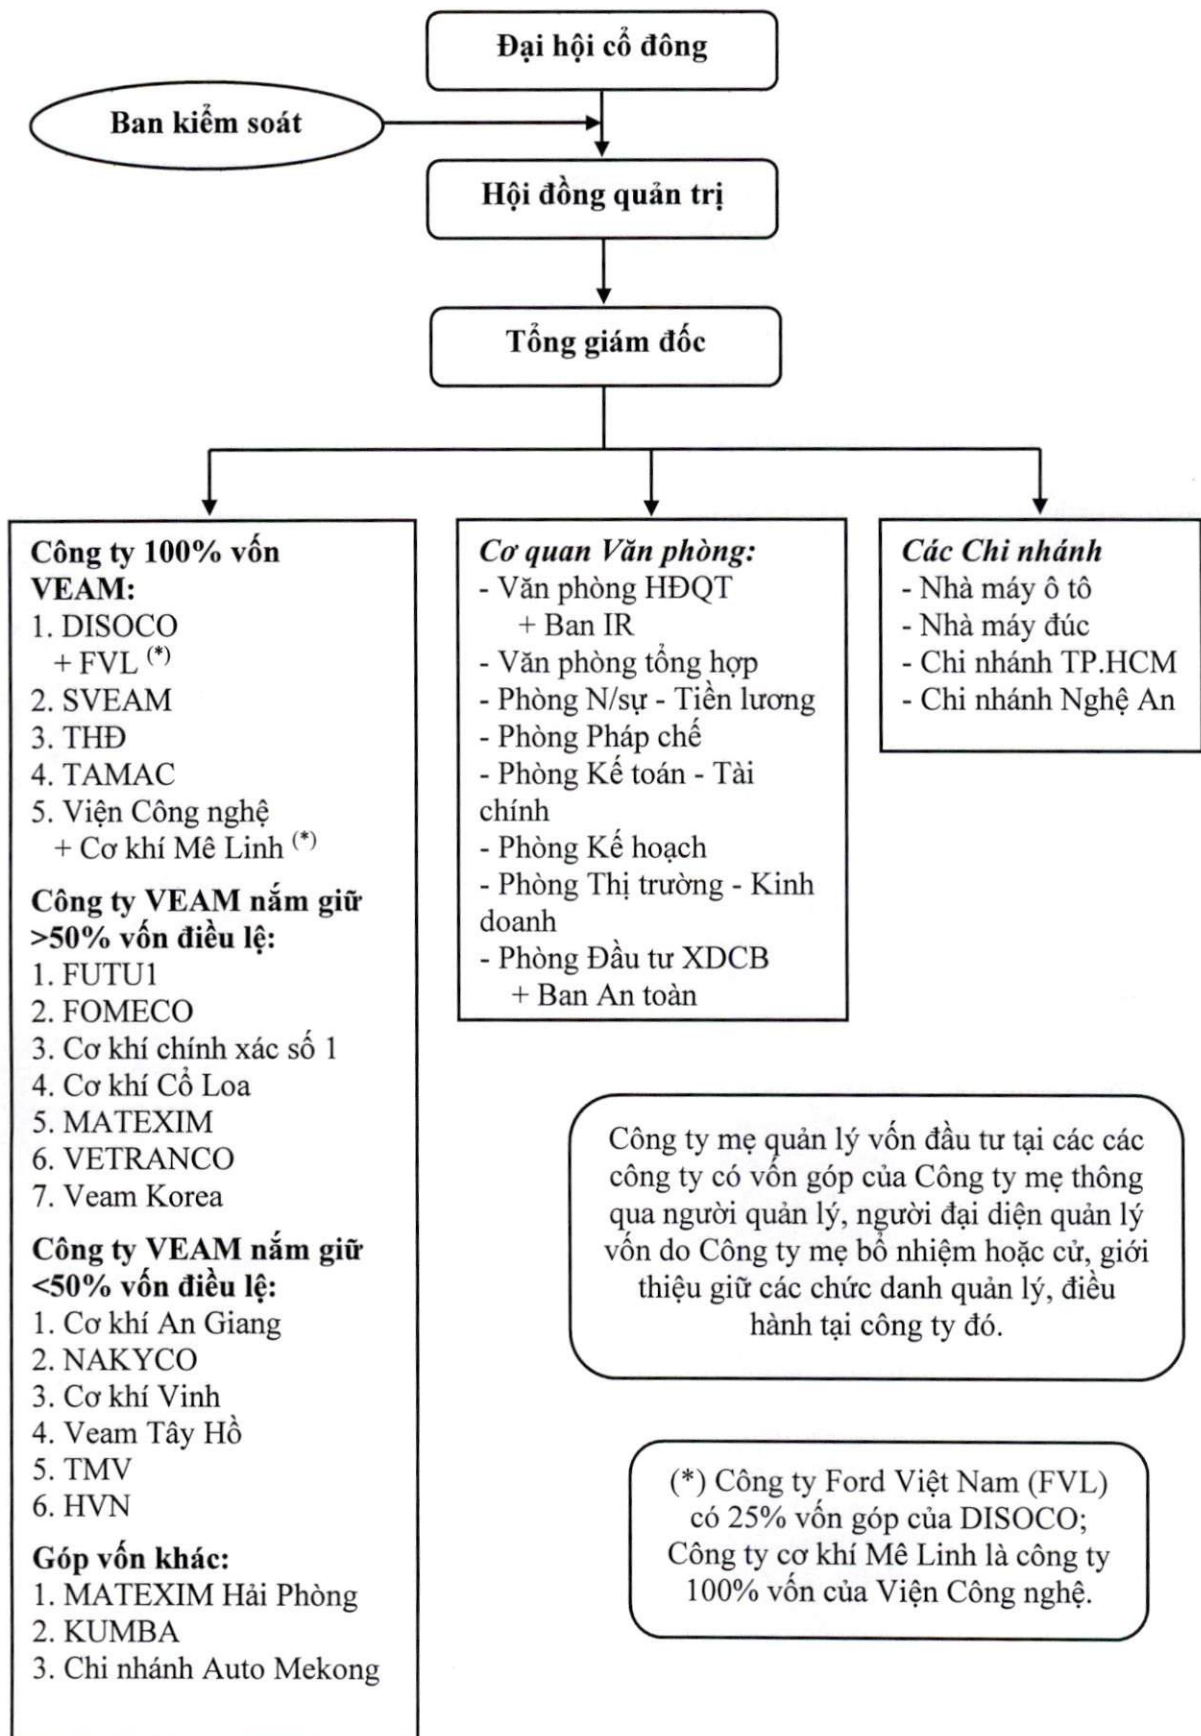 Đại hội cổ đông
Ban kiểm soát
Hội đồng quản trị
Tổng giám đốc
Công ty 100% vốn
VEAM:
1. DISOCO
+ FVL (*)
2. SVEAM
3. THĐ
4. TAMAC
5. Viện Công nghệ
+ Cơ khí Mê Linh (*)
Công ty VEAM nắm giữ
>50% vốn điều lệ:
1. FUTU1
2. FOMECO
3. Cơ khí chính xác số 1
4. Cơ khí Cổ Loa
5. MATEXIM
6. VETRANCO
7. Veam Korea
Công ty VEAM nắm giữ
<50% vốn điều lệ:
1. Cơ khí An Giang
2. NAKYCO
3. Cơ khí Vinh
4. Veam Tây Hồ
5. TMV
6. HVN
Góp vốn khác:
1. MATEXIM Hải Phòng
2. KUMBA
3. Chi nhánh Auto Mekong
Cơ quan Văn phòng:
- Văn phòng HĐQT
+ Ban IR
- Văn phòng tổng hợp
- Phòng N/sự - Tiền lương
- Phòng Pháp chế
- Phòng Kế toán - Tài
chính
- Phòng Kế hoạch
- Phòng Thị trường - Kinh
doanh
- Phòng Đầu tư XDCB
+ Ban An toàn
Các Chi nhánh
- Nhà máy ô tô
- Nhà máy đúc
- Chi nhánh TP.HCM
- Chi nhánh Nghệ An
Công ty mẹ quản lý vốn đầu tư tại các các
công ty có vốn góp của Công ty mẹ thông
qua người quản lý, người đại diện quản lý
vốn do Công ty mẹ bổ nhiệm hoặc cử, giới
thiệu giữ các chức danh quản lý, điều
hành tại công ty đó.
(*) Công ty Ford Việt Nam (FVL)
có 25% vốn góp của DISOCO;
Công ty cơ khí Mê Linh là công ty
100% vốn của Viện Công nghệ.